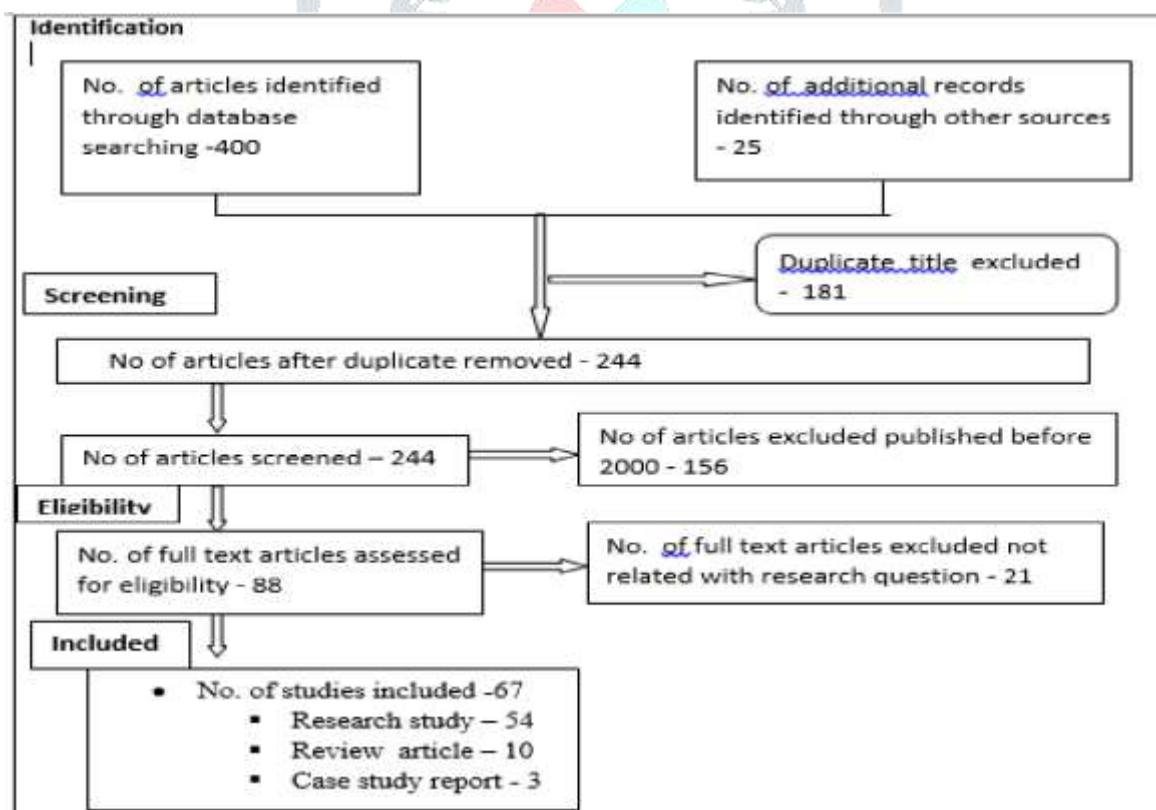 Identification
No. of articles identified
through database
searching -400
No. of additional records
identified through other sources
- 25
Duplicate title excluded
- 181
Screening
No of articles after duplicate removed - 244
No of articles screened – 244
No of articles excluded published before
2000 - 156
Eligibility
No. of full text articles assessed
for eligibility - 88
No. of full text articles excluded not
related with research question - 21
Included
• No. of studies included -67
▪ Research study – 54
▪ Review article – 10
▪ Case study report - 3